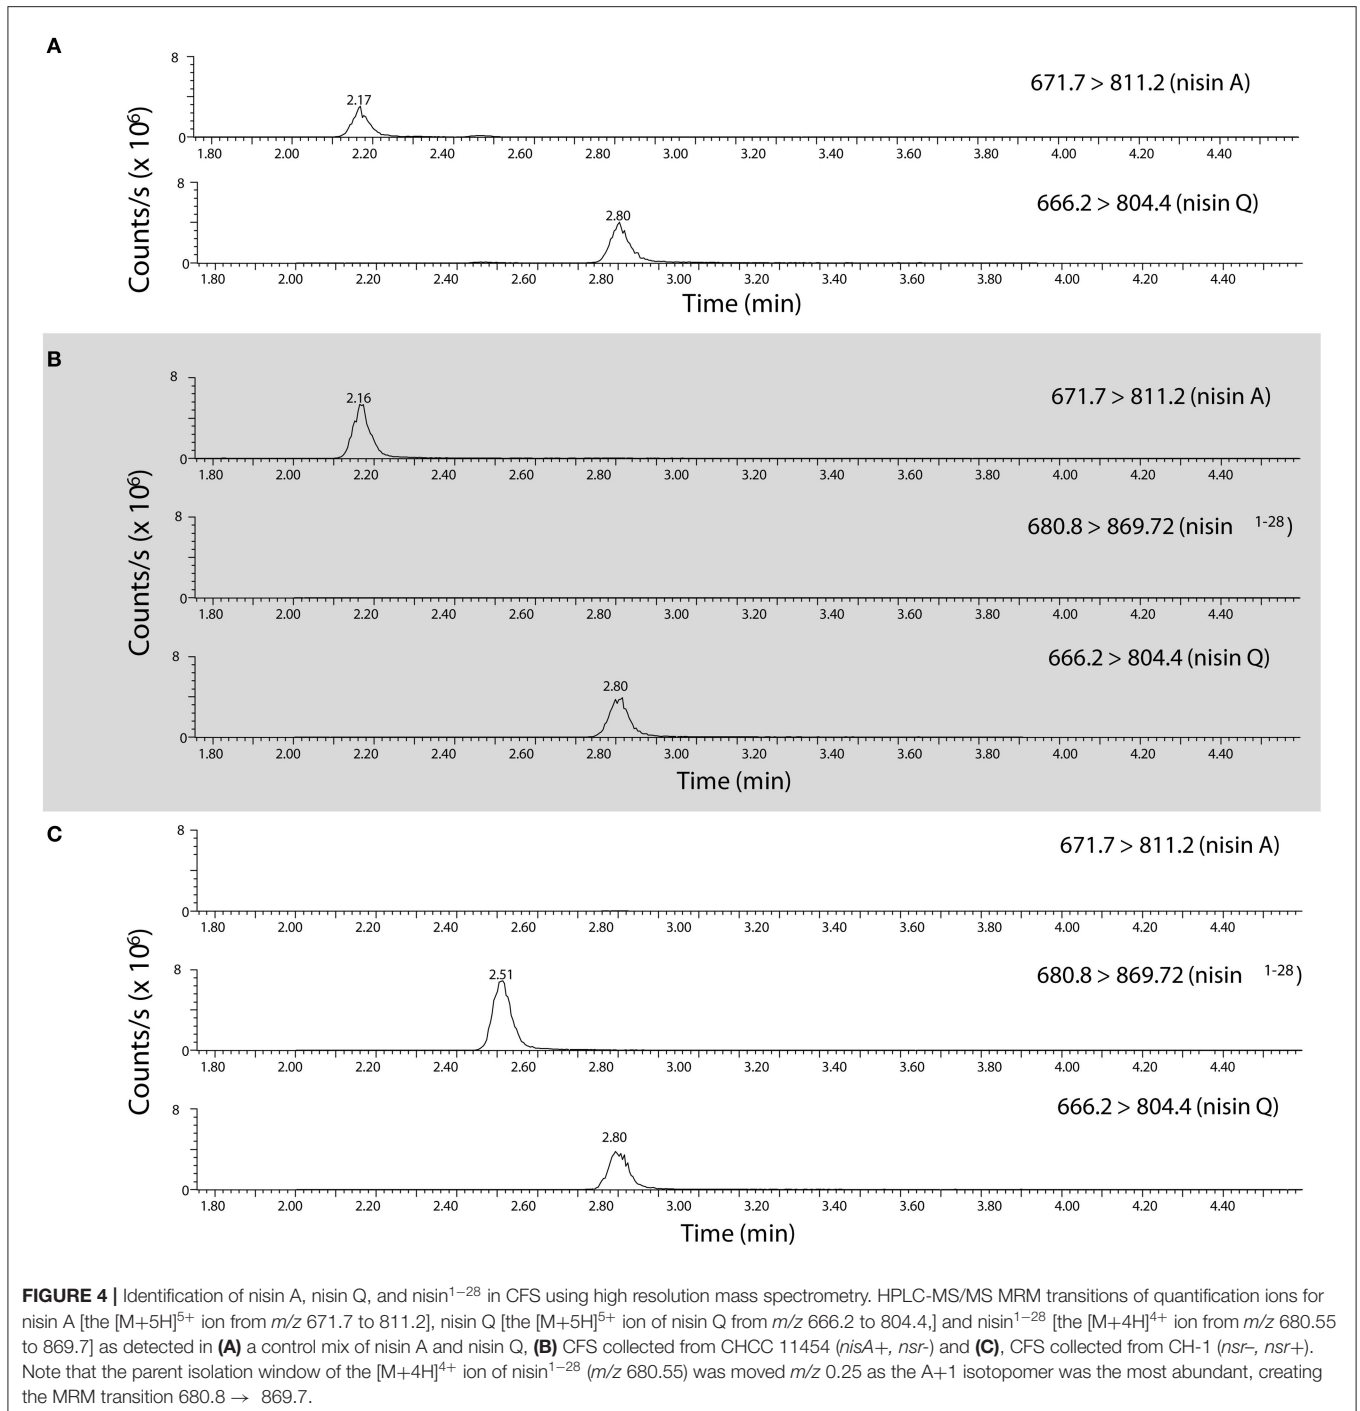 A
8
671.7 > 811.2 (nisin A)
2.17
0
1.80 2.00 2.20 2.40 2.60 2.80 3.00 3.20 3.40 3.60 3.80 4.00 4.20 4.40
Counts/s (x 10⁶)
8
666.2 > 804.4 (nisin Q)
2.80
0
1.80 2.00 2.20 2.40 2.60 2.80 3.00 3.20 3.40 3.60 3.80 4.00 4.20 4.40
Time (min)
B
8
671.7 > 811.2 (nisin A)
2.16
0
1.80 2.00 2.20 2.40 2.60 2.80 3.00 3.20 3.40 3.60 3.80 4.00 4.20 4.40
Counts/s (x 10⁶)
8
680.8 > 869.72 (nisin ¹⁻²⁸)
0
1.80 2.00 2.20 2.40 2.60 2.80 3.00 3.20 3.40 3.60 3.80 4.00 4.20 4.40
8
666.2 > 804.4 (nisin Q)
2.80
0
1.80 2.00 2.20 2.40 2.60 2.80 3.00 3.20 3.40 3.60 3.80 4.00 4.20 4.40
Time (min)
C
8
671.7 > 811.2 (nisin A)
0
1.80 2.00 2.20 2.40 2.60 2.80 3.00 3.20 3.40 3.60 3.80 4.00 4.20 4.40
Counts/s (x 10⁶)
8
680.8 > 869.72 (nisin ¹⁻²⁸)
2.51
0
1.80 2.00 2.20 2.40 2.60 2.80 3.00 3.20 3.40 3.60 3.80 4.00 4.20 4.40
8
666.2 > 804.4 (nisin Q)
2.80
0
1.80 2.00 2.20 2.40 2.60 2.80 3.00 3.20 3.40 3.60 3.80 4.00 4.20 4.40
Time (min)
FIGURE 4 | Identification of nisin A, nisin Q, and nisin¹⁻²⁸ in CFS using high resolution mass spectrometry. HPLC-MS/MS MRM transitions of quantification ions for
nisin A [the [M+5H]⁵⁺ ion from m/z 671.7 to 811.2], nisin Q [the [M+5H]⁵⁺ ion of nisin Q from m/z 666.2 to 804.4,] and nisin¹⁻²⁸ [the [M+4H]⁴⁺ ion from m/z 680.55
to 869.7] as detected in (A) a control mix of nisin A and nisin Q, (B) CFS collected from CHCC 11454 (nisA+, nsr-) and (C), CFS collected from CH-1 (nsr–, nsr+).
Note that the parent isolation window of the [M+4H]⁴⁺ ion of nisin¹⁻²⁸ (m/z 680.55) was moved m/z 0.25 as the A+1 isotopomer was the most abundant, creating
the MRM transition 680.8 → 869.7.